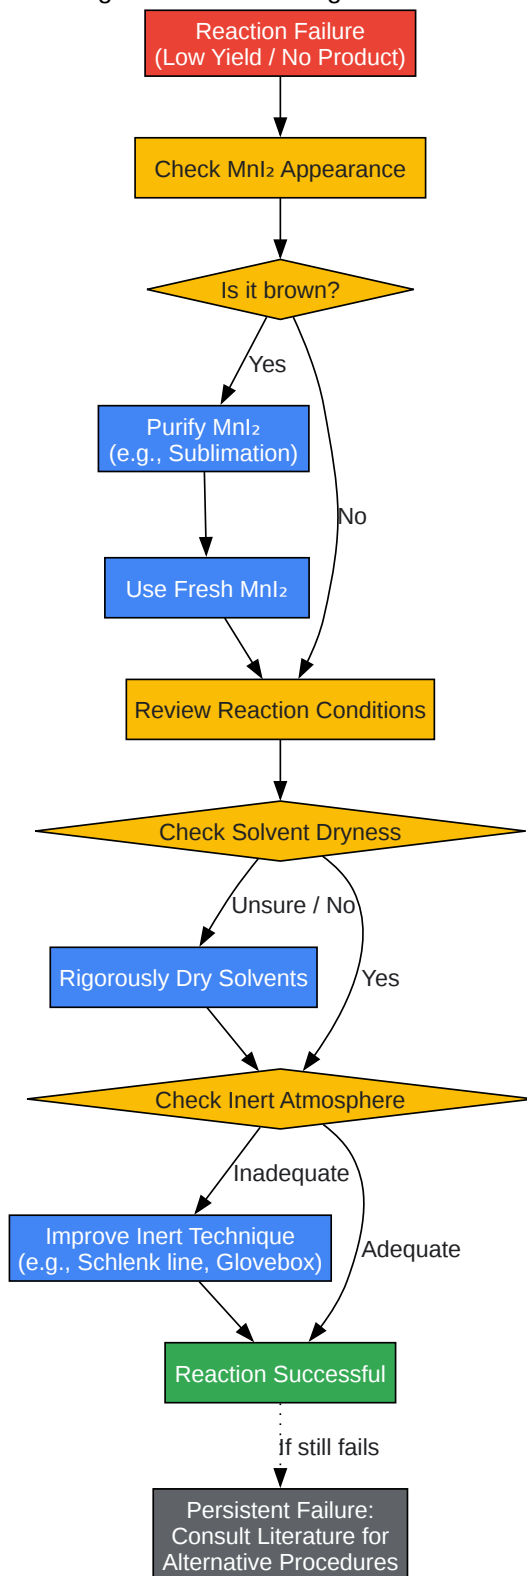 Reaction Failure
(Low Yield / No Product)
Check MnI₂ Appearance
Is it brown?
Yes
Purify MnI₂
(e.g., Sublimation)
No
Use Fresh MnI₂
Review Reaction Conditions
Check Solvent Dryness
Unsure / No
Rigorously Dry Solvents
Yes
Check Inert Atmosphere
Inadequate
Improve Inert Technique
(e.g., Schlenk line, Glovebox)
Adequate
Reaction Successful
If still fails
Persistent Failure:
Consult Literature for
Alternative Procedures